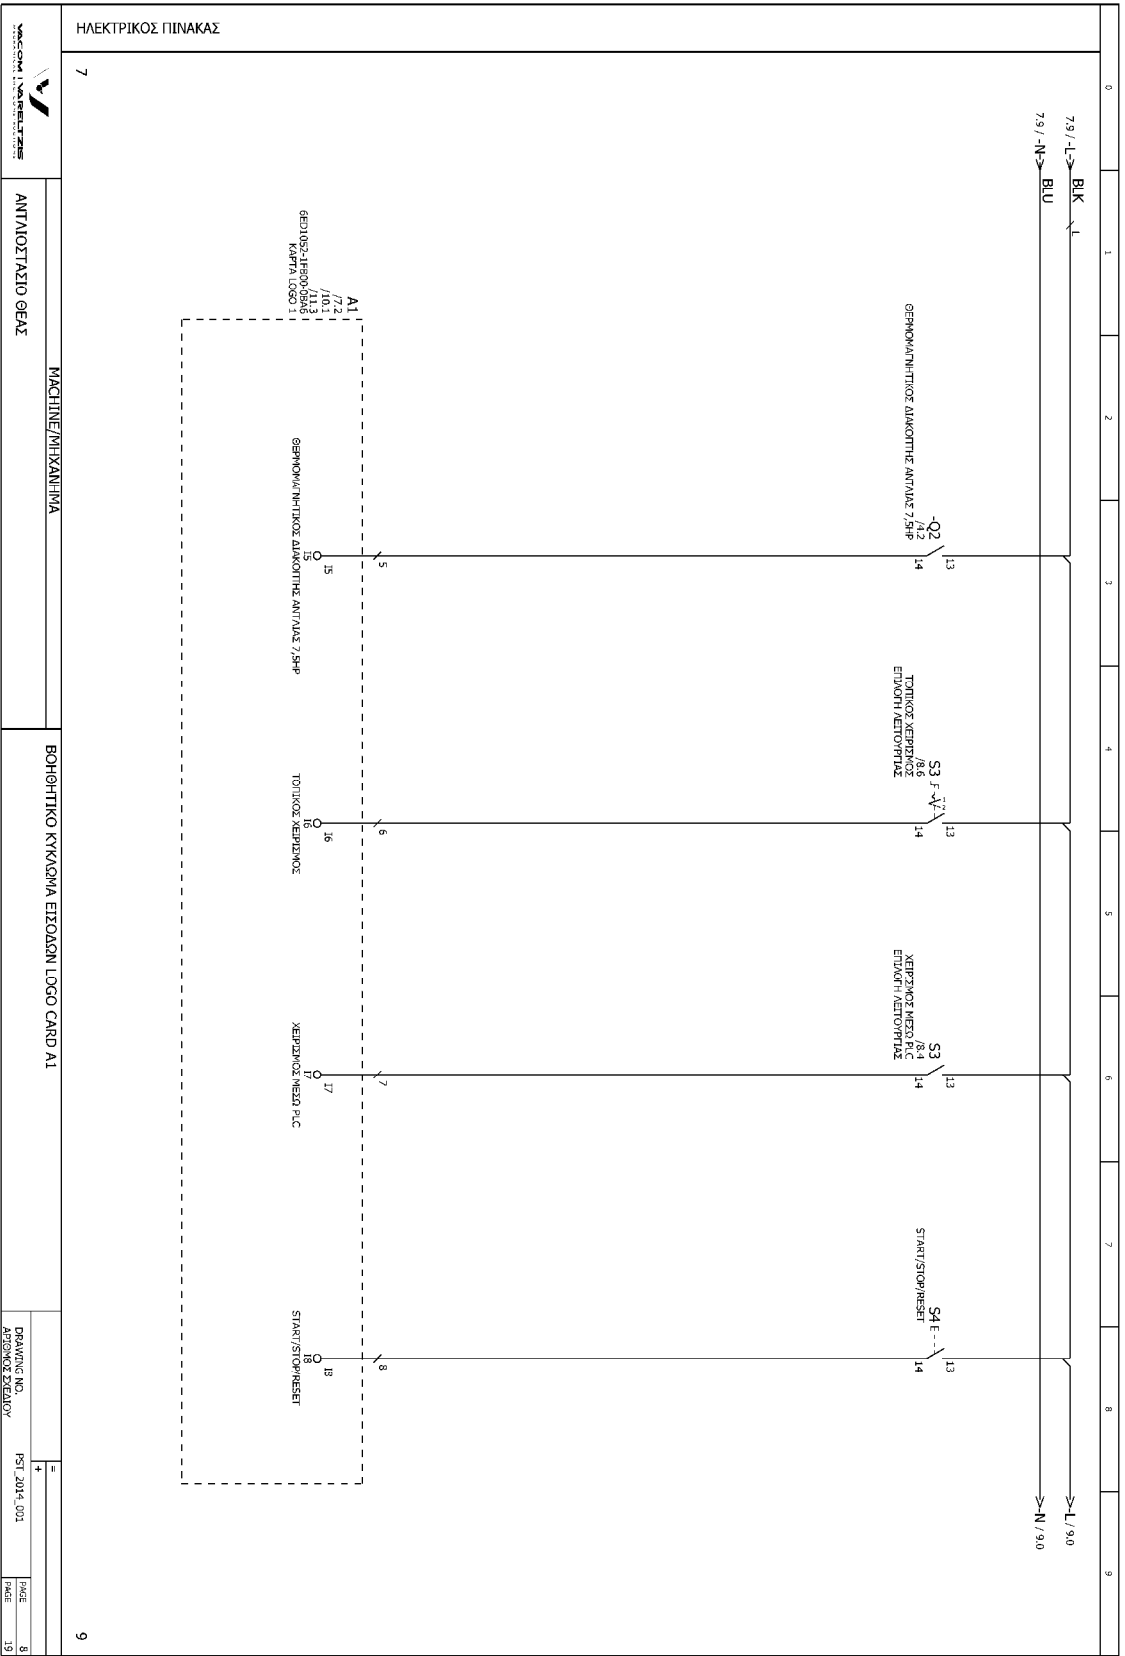 0 1 2 3 4 5 6 7 8 9
7.9 / -L
BLK
L
-L / 9.0
7.9 / -N
BLU
-N / 9.0
-Q2
/4.2
ΘΕΡΜΟΜΑΓΝΗΤΙΚΟΣ ΔΙΑΚΟΠΤΗΣ ΑΝΤΛΙΑΣ 7,5HP
13
14
S3
/8.6
ΤΟΠΙΚΟΣ ΧΕΙΡΙΣΜΟΣ
ΕΠΙΛΟΓΗ ΛΕΙΤΟΥΡΓΙΑΣ
13
14
S3
/8.4
ΧΕΙΡΙΣΜΟΣ ΜΕΣΩ PLC
ΕΠΙΛΟΓΗ ΛΕΙΤΟΥΡΓΙΑΣ
13
14
S4
START/STOP/RESET
13
14
5
6
7
8
A1
/7.2
/10.1
/11.3
6ED1052-1FB00-0BA6
ΚΑΡΤΑ LOGO 1
15
I5
ΘΕΡΜΟΜΑΓΝΗΤΙΚΟΣ ΔΙΑΚΟΠΤΗΣ ΑΝΤΛΙΑΣ 7,5HP
I6
I6
ΤΟΠΙΚΟΣ ΧΕΙΡΙΣΜΟΣ
I7
I7
ΧΕΙΡΙΣΜΟΣ ΜΕΣΩ PLC
I8
I8
START/STOP/RESET
7
9
ΗΛΕΚΤΡΙΚΟΣ ΠΙΝΑΚΑΣ
VACOM | VARELTZIS
MACHINE/ΜΗΧΑΝΗΜΑ
ΑΝΤΛΙΟΣΤΑΣΙΟ ΘΕΑΣ
ΒΟΗΘΗΤΙΚΟ ΚΥΚΛΩΜΑ ΕΙΣΟΔΩΝ LOGO CARD A1
=
+
DRAWING NO.
ΑΡΙΘΜΟΣ ΣΧΕΔΙΟΥ
PST_2014_001
PAGE 8
PAGE 19